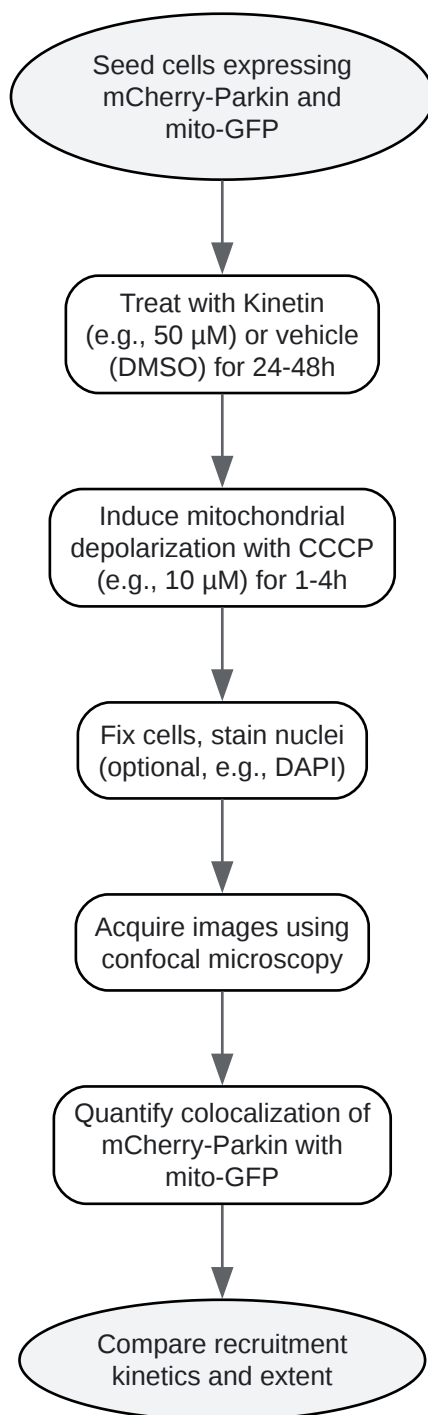 Seed cells expressing
mCherry-Parkin and
mito-GFP
Treat with Kinetin
(e.g., 50 µM) or vehicle
(DMSO) for 24-48h
Induce mitochondrial
depolarization with CCCP
(e.g., 10 µM) for 1-4h
Fix cells, stain nuclei
(optional, e.g., DAPI)
Acquire images using
confocal microscopy
Quantify colocalization of
mCherry-Parkin with
mito-GFP
Compare recruitment
kinetics and extent